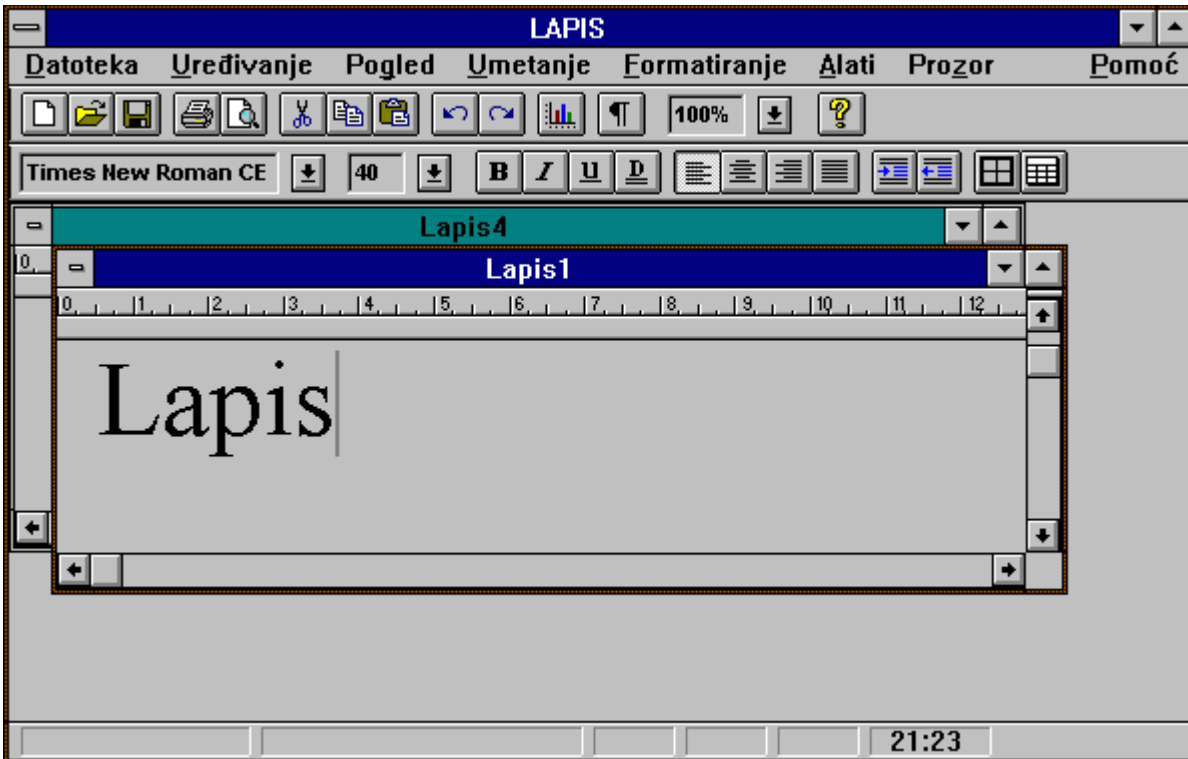 LAPIS
Datoteka Uređivanje Pogled Umetanje Formatiranje Alati Prozor Pomoć
100%
Times New Roman CE 40 B I U D
Lapis4
0
Lapis1
0 1 2 3 4 5 6 7 8 9 10 11 12
Lapis
21:23